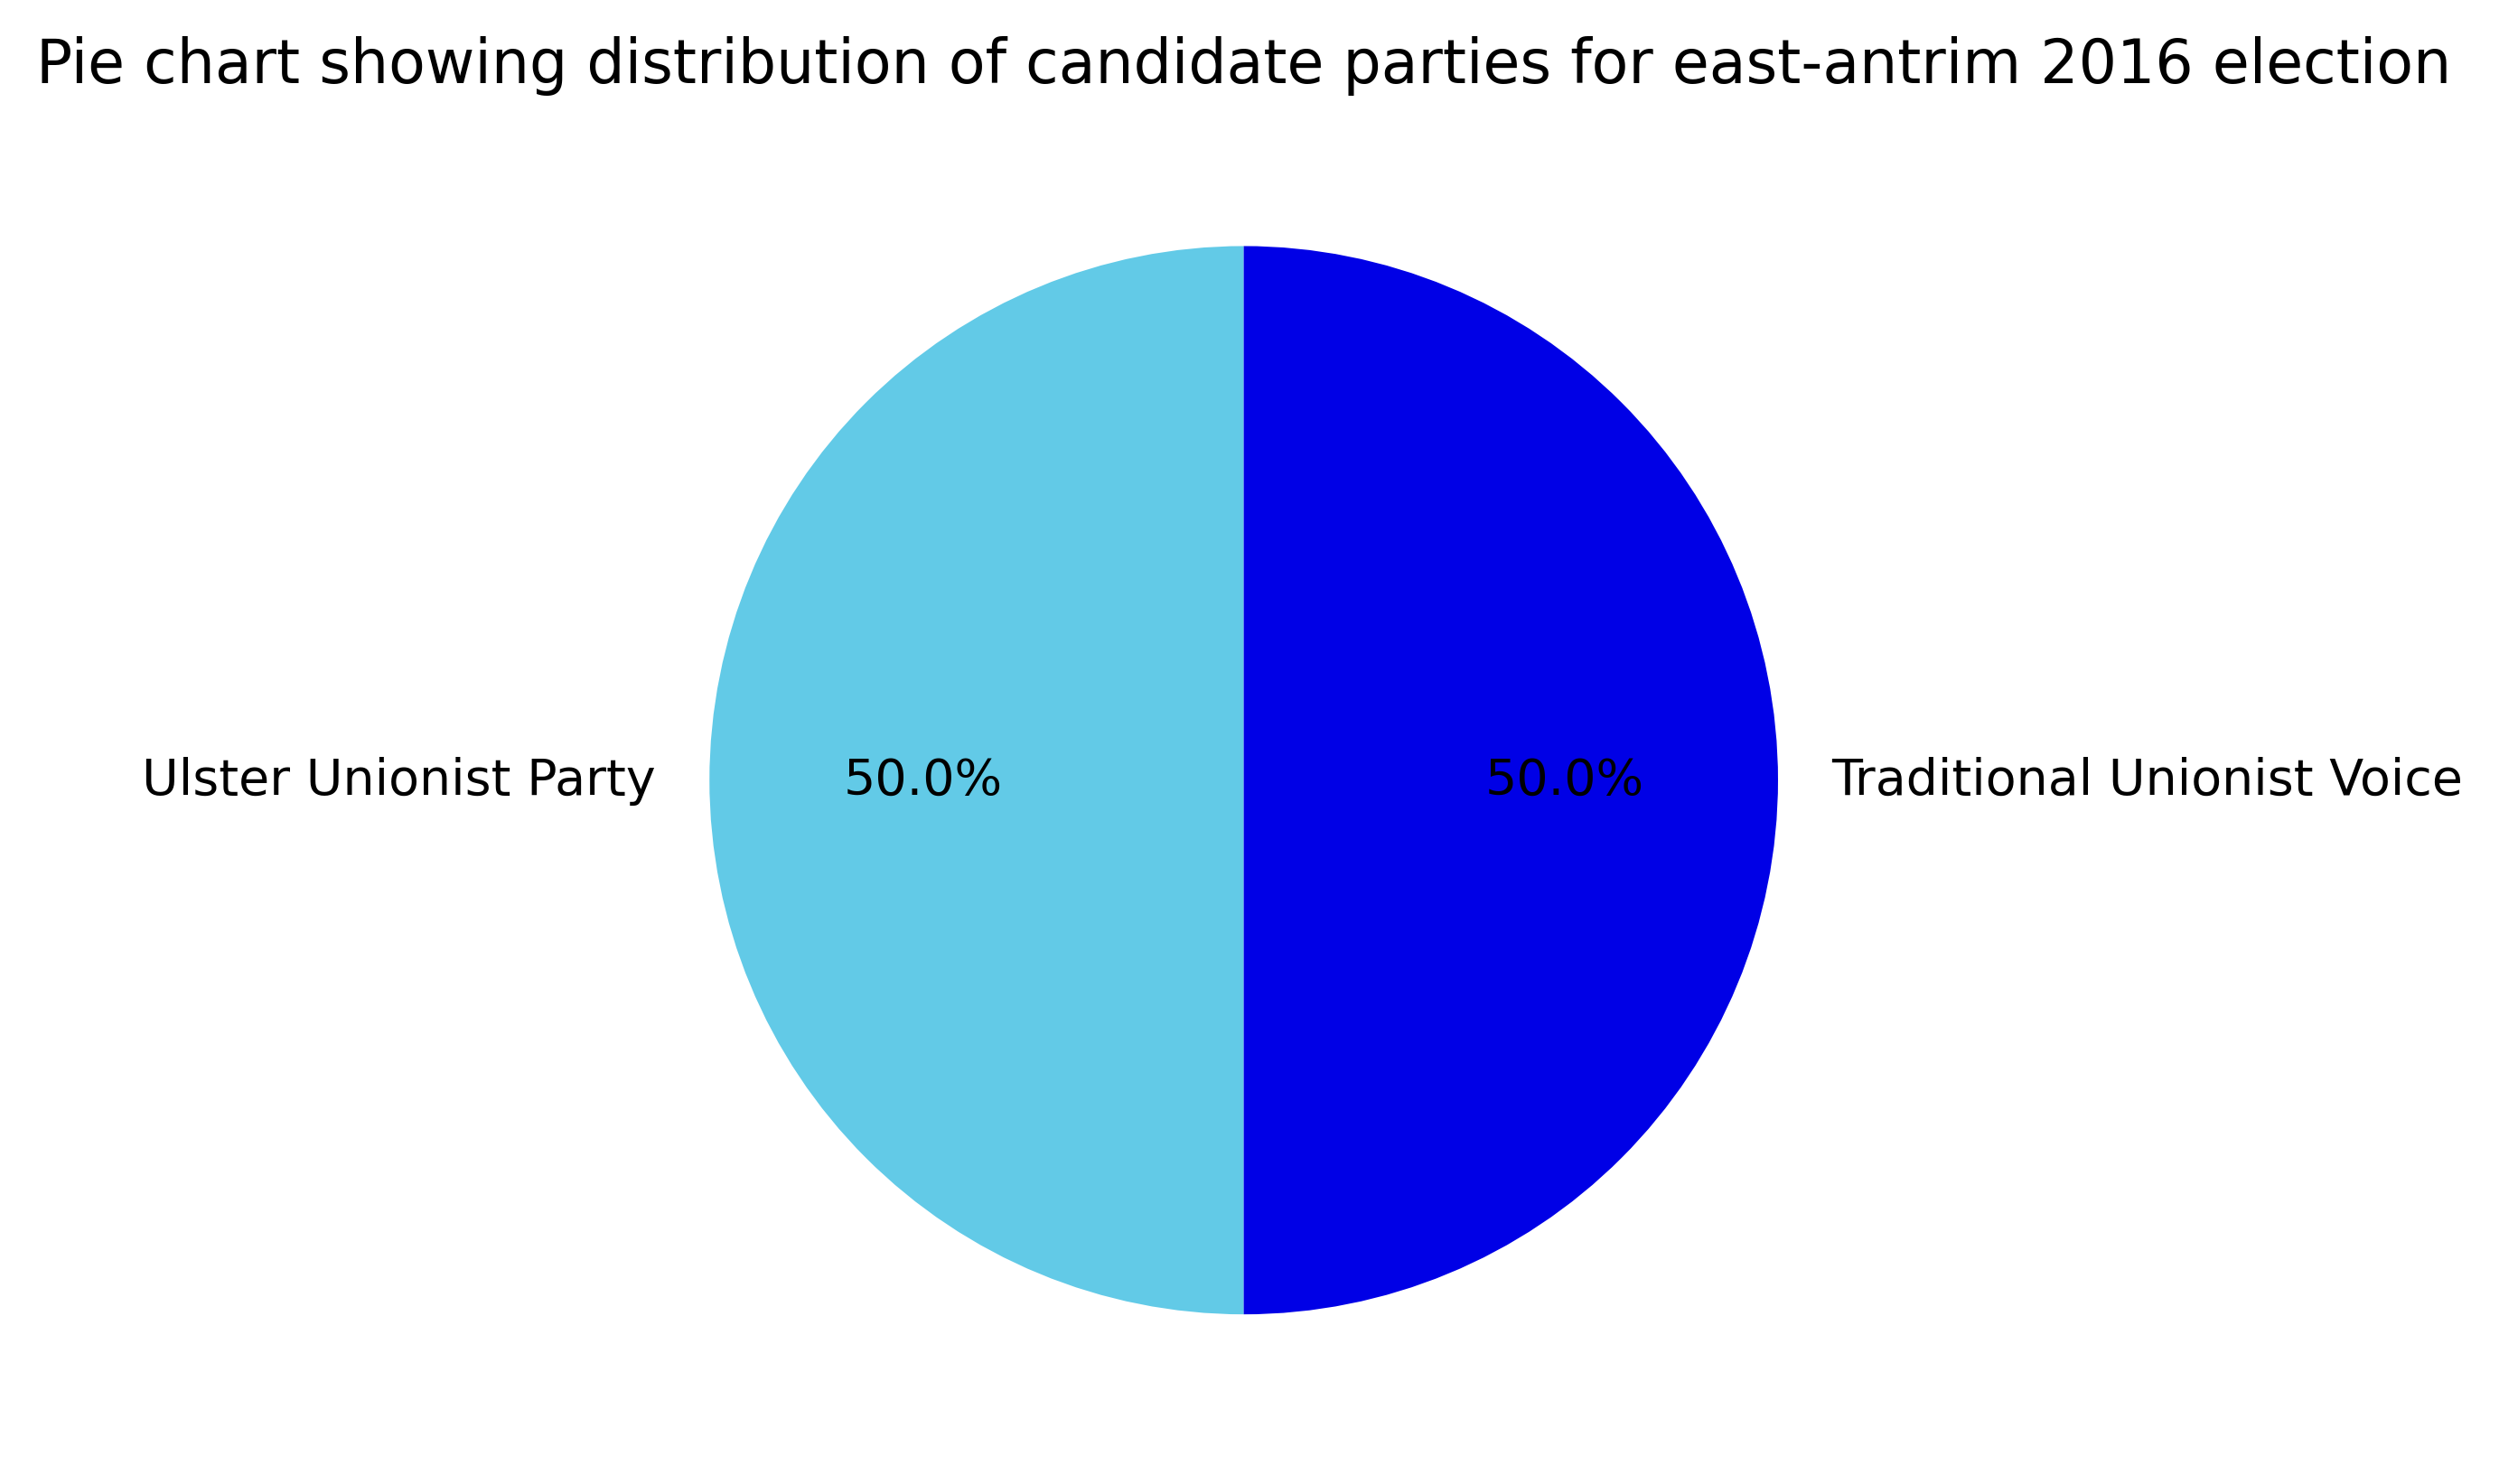 Pie chart showing distribution of candidate parties for east-antrim 2016 election
Ulster Unionist Party
50.0%
50.0%
Traditional Unionist Voice